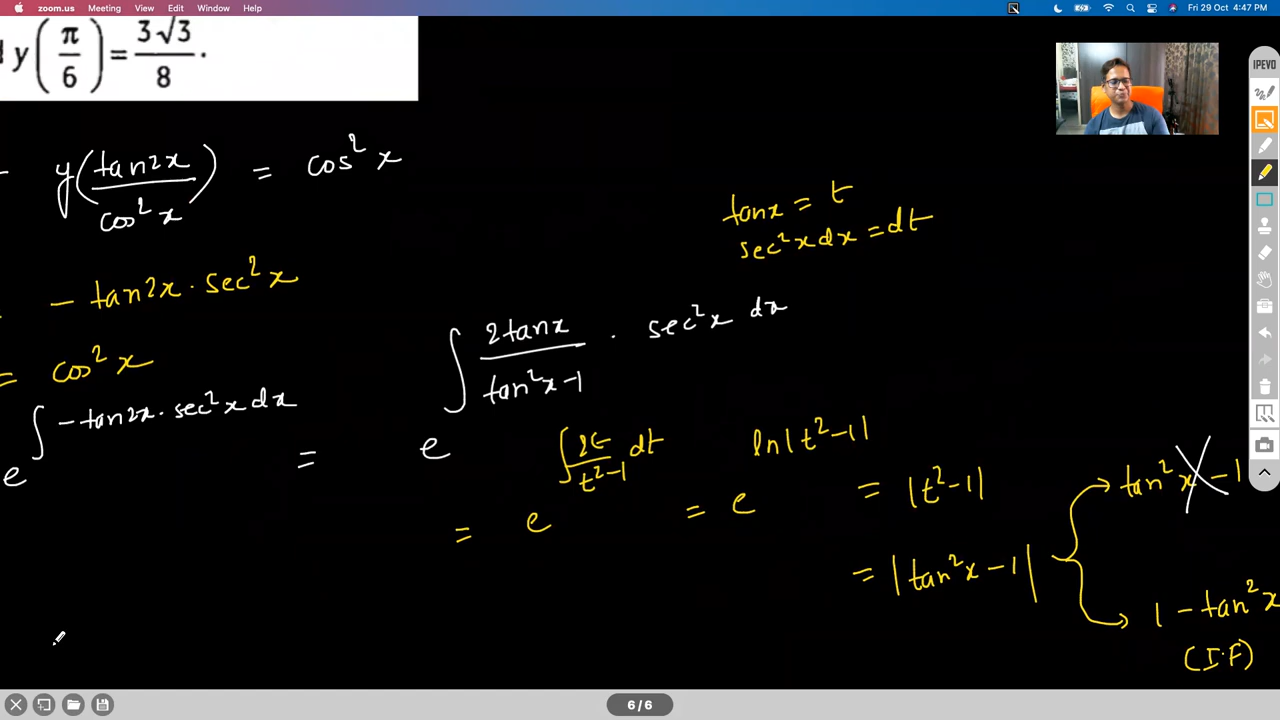 zoom.us Meeting View Edit Window Help Fri 29 Oct 4:47 PM
IPEVO
y(π/6) = 3√3/8.
y(tan2x/cos²x) = cos²x
tanx = t
sec²x dx = dt
- tan2x · sec²x
= cos²x
e^∫ -tan2x · sec²x dx = e^∫ 2tanx/tan²x-1 · sec²x dx
= e^∫ 2t/t²-1 dt = e^ln|t²-1| = |t²-1|
= |tan²x-1|
tan²x-1
1 - tan²x
(I.F)
6 / 6